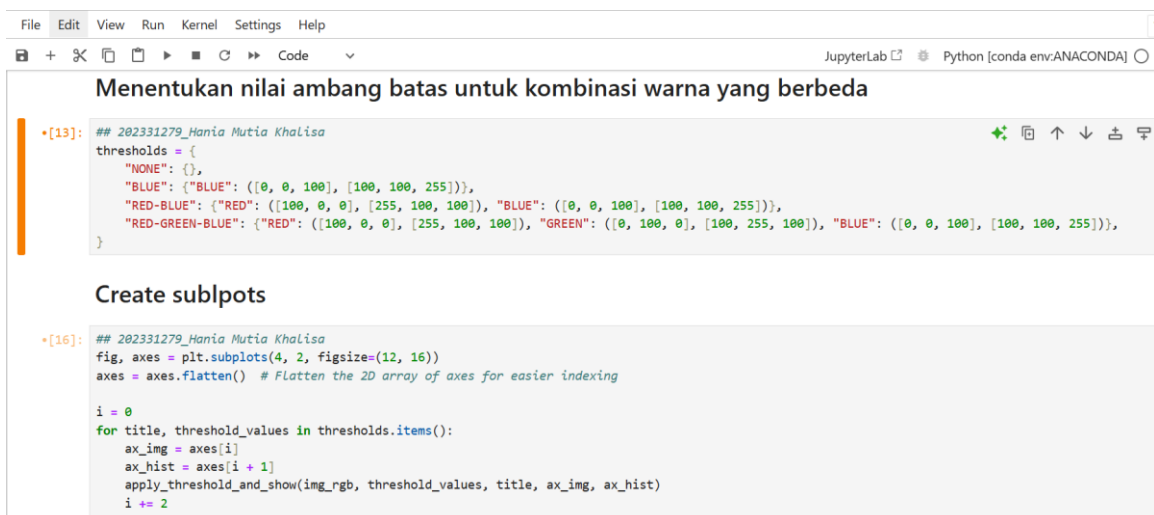 File Edit View Run Kernel Settings Help
Code JupyterLab Python [conda env:ANACONDA]
Menentukan nilai ambang batas untuk kombinasi warna yang berbeda
•[13]: ## 202331279_Hania Mutia Khalisa
thresholds = {
    "NONE": {},
    "BLUE": {"BLUE": ([0, 0, 100], [100, 100, 255])},
    "RED-BLUE": {"RED": ([100, 0, 0], [255, 100, 100]), "BLUE": ([0, 0, 100], [100, 100, 255])},
    "RED-GREEN-BLUE": {"RED": ([100, 0, 0], [255, 100, 100]), "GREEN": ([0, 100, 0], [100, 255, 100]), "BLUE": ([0, 0, 100], [100, 100, 255])},
}
Create sublpots
•[16]: ## 202331279_Hania Mutia Khalisa
fig, axes = plt.subplots(4, 2, figsize=(12, 16))
axes = axes.flatten()  # Flatten the 2D array of axes for easier indexing
i = 0
for title, threshold_values in thresholds.items():
    ax_img = axes[i]
    ax_hist = axes[i + 1]
    apply_threshold_and_show(img_rgb, threshold_values, title, ax_img, ax_hist)
    i += 2